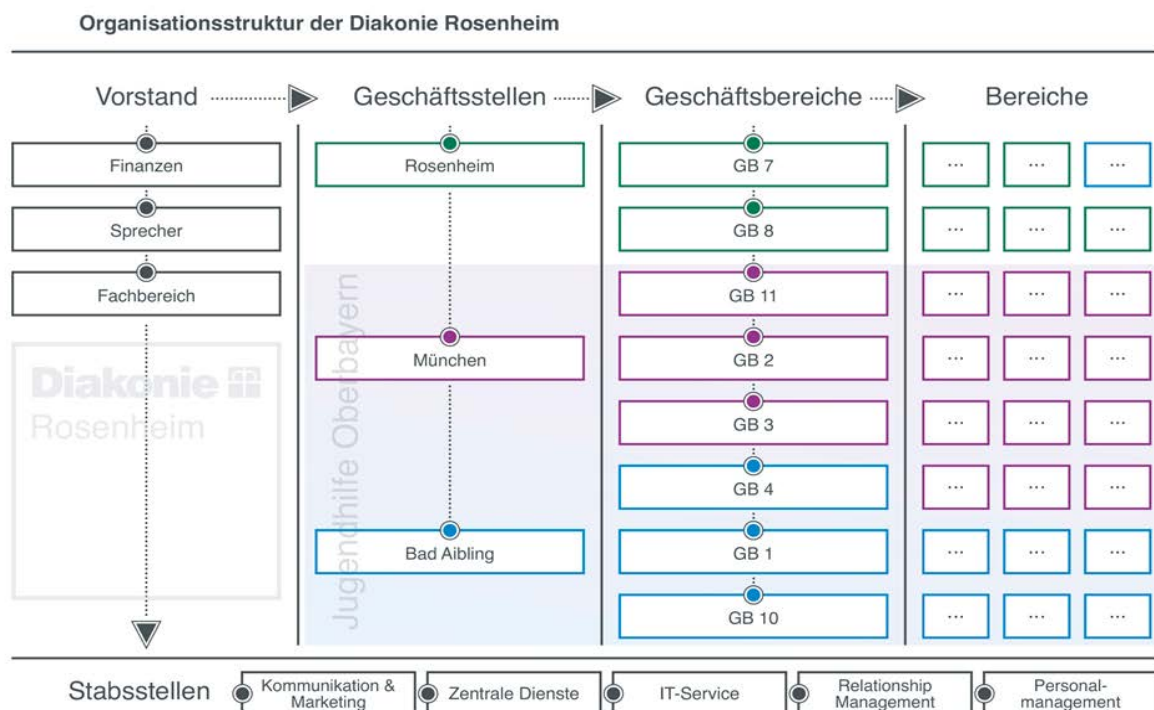 Organisationsstruktur der Diakonie Rosenheim
Vorstand
Geschäftsstellen
Geschäftsbereiche
Bereiche
Finanzen
Rosenheim
GB 7
...
...
...
Sprecher
GB 8
...
...
...
Fachbereich
GB 11
...
...
...
München
GB 2
...
...
...
Diakonie
Rosenheim
Jugendhilfe Oberbayern
GB 3
...
...
...
GB 4
...
...
...
Bad Aibling
GB 1
...
...
...
GB 10
...
...
...
Stabsstellen
Kommunikation &
Marketing
Zentrale Dienste
IT-Service
Relationship
Management
Personal-
management